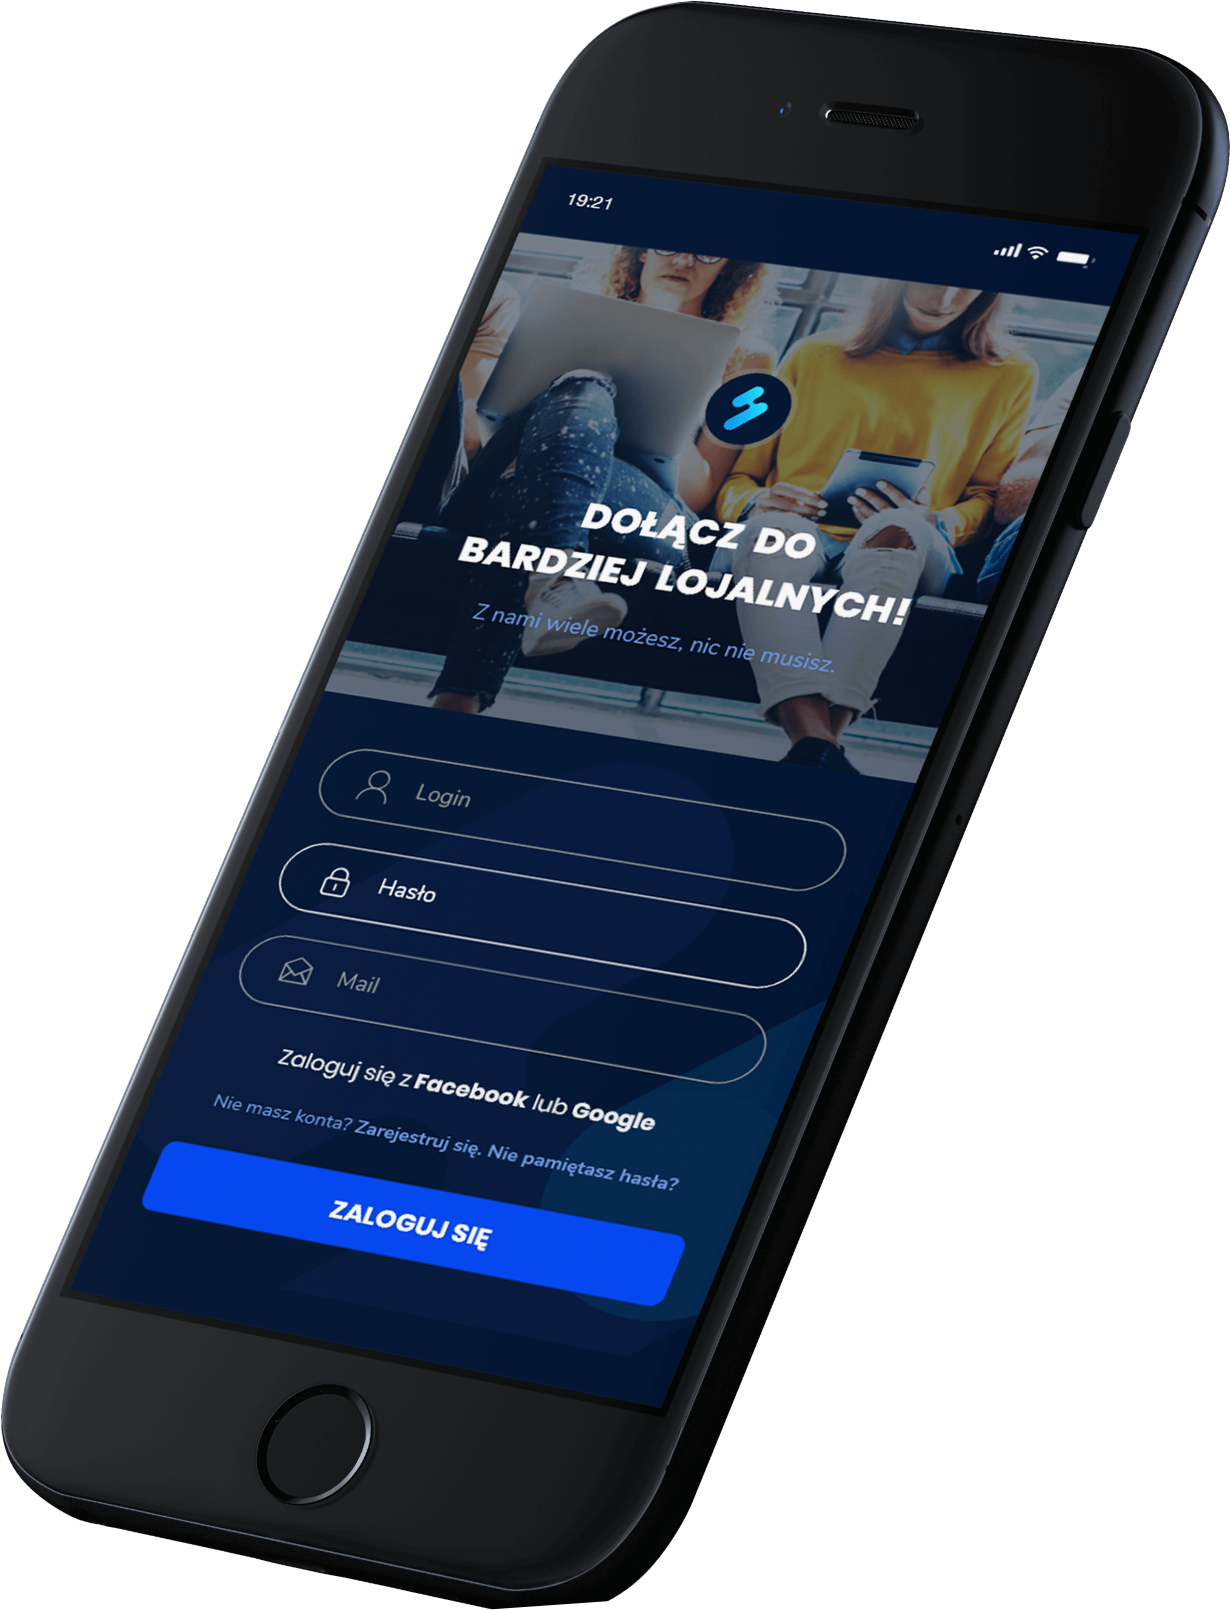 19:21
DOŁĄCZ DO
BARDZIEJ LOJALNYCH!
Z nami wiele możesz, nic nie musisz.
Login
Hasło
Mail
Zaloguj się z Facebook lub Google
Nie masz konta? Zarejestruj się. Nie pamiętasz hasła?
ZALOGUJ SIĘ